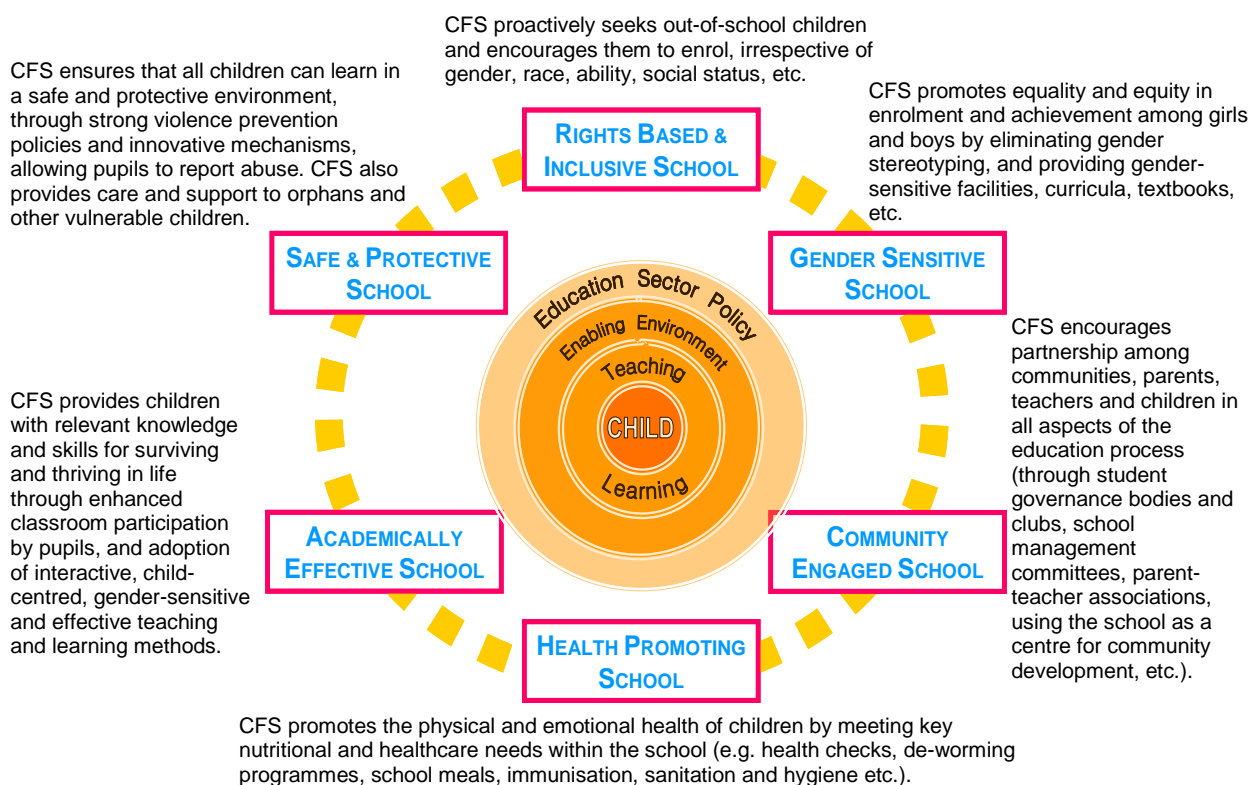 CFS proactively seeks out-of-school children
and encourages them to enrol, irrespective of
gender, race, ability, social status, etc.
CFS ensures that all children can learn in
a safe and protective environment,
through strong violence prevention
policies and innovative mechanisms,
allowing pupils to report abuse. CFS also
provides care and support to orphans and
other vulnerable children.
CFS promotes equality and equity in
enrolment and achievement among girls
and boys by eliminating gender
stereotyping, and providing gender-
sensitive facilities, curricula, textbooks,
etc.
RIGHTS BASED &
INCLUSIVE SCHOOL
SAFE & PROTECTIVE
SCHOOL
GENDER SENSITIVE
SCHOOL
Education Sector Policy
Enabling Environment
Teaching
CHILD
Learning
CFS encourages
partnership among
communities, parents,
teachers and children in
all aspects of the
education process
(through student
governance bodies and
clubs, school
management
committees, parent-
teacher associations,
using the school as a
centre for community
development, etc.).
CFS provides children
with relevant knowledge
and skills for surviving
and thriving in life
through enhanced
classroom participation
by pupils, and adoption
of interactive, child-
centred, gender-sensitive
and effective teaching
and learning methods.
ACADEMICALLY
EFFECTIVE SCHOOL
COMMUNITY
ENGAGED SCHOOL
HEALTH PROMOTING
SCHOOL
CFS promotes the physical and emotional health of children by meeting key
nutritional and healthcare needs within the school (e.g. health checks, de-worming
programmes, school meals, immunisation, sanitation and hygiene etc.).